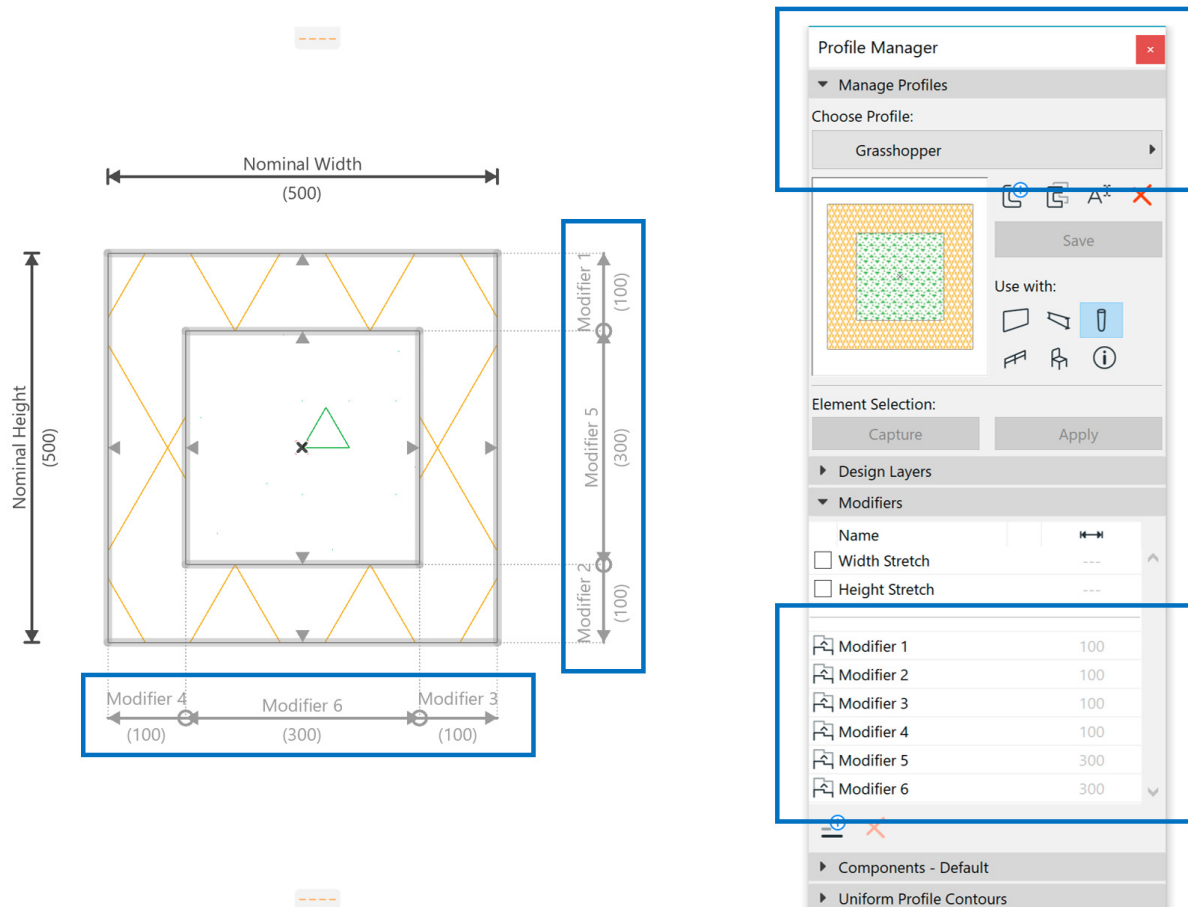 Nominal Width
(500)
Nominal Height
(500)
Modifier 1
(100)
Modifier 5
(300)
Modifier 2
(100)
Modifier 4
(100)
Modifier 6
(300)
Modifier 3
(100)
Profile Manager
×
Manage Profiles
Choose Profile:
Grasshopper
Save
Use with:
Element Selection:
Capture
Apply
Design Layers
Modifiers
Name
Width Stretch ---
Height Stretch ---
Modifier 1 100
Modifier 2 100
Modifier 3 100
Modifier 4 100
Modifier 5 300
Modifier 6 300
Components - Default
Uniform Profile Contours